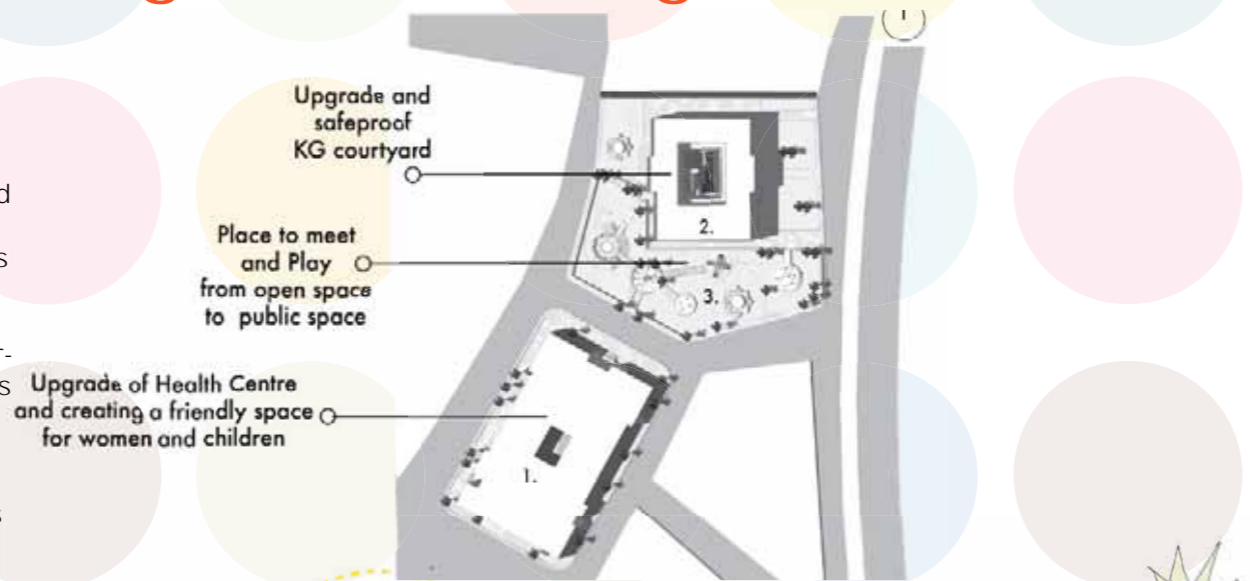 Upgrade and
safeproof
KG courtyard
Place to meet
and Play
from open space
to public space
Upgrade of Health Centre
and creating a friendly space
for women and children
2.
3.
1.